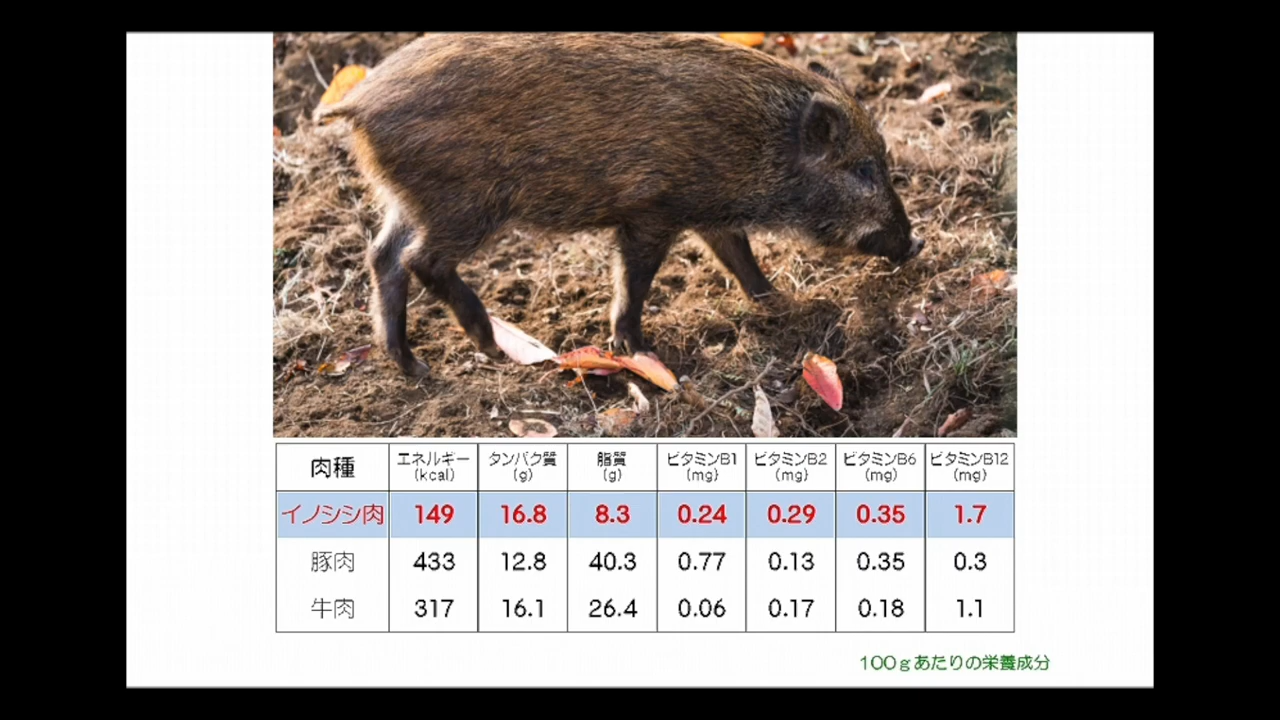 肉種 エネルギー(kcal) タンパク質(g) 脂質(g) ビタミンB1(mg) ビタミンB2(mg) ビタミンB6(mg) ビタミンB12(mg)
イノシシ肉 149 16.8 8.3 0.24 0.29 0.35 1.7
豚肉 433 12.8 40.3 0.77 0.13 0.35 0.3
牛肉 317 16.1 26.4 0.06 0.17 0.18 1.1
100gあたりの栄養成分